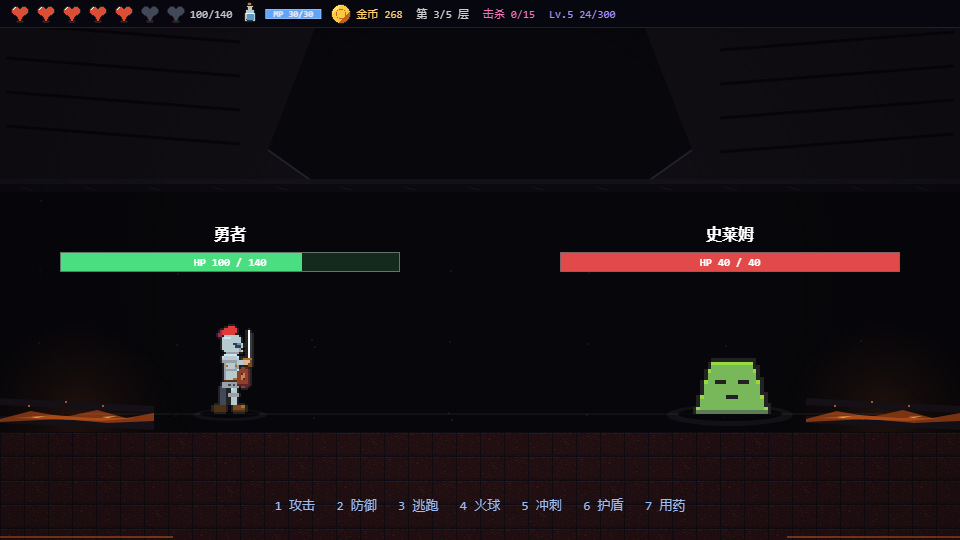 100/140 MP 30/30 金币 268 第 3/5 层 击杀 0/15 Lv.5 24/300
勇者 史莱姆
HP 100 / 140 HP 40 / 40
1 攻击 2 防御 3 逃跑 4 火球 5 冲刺 6 护盾 7 用药